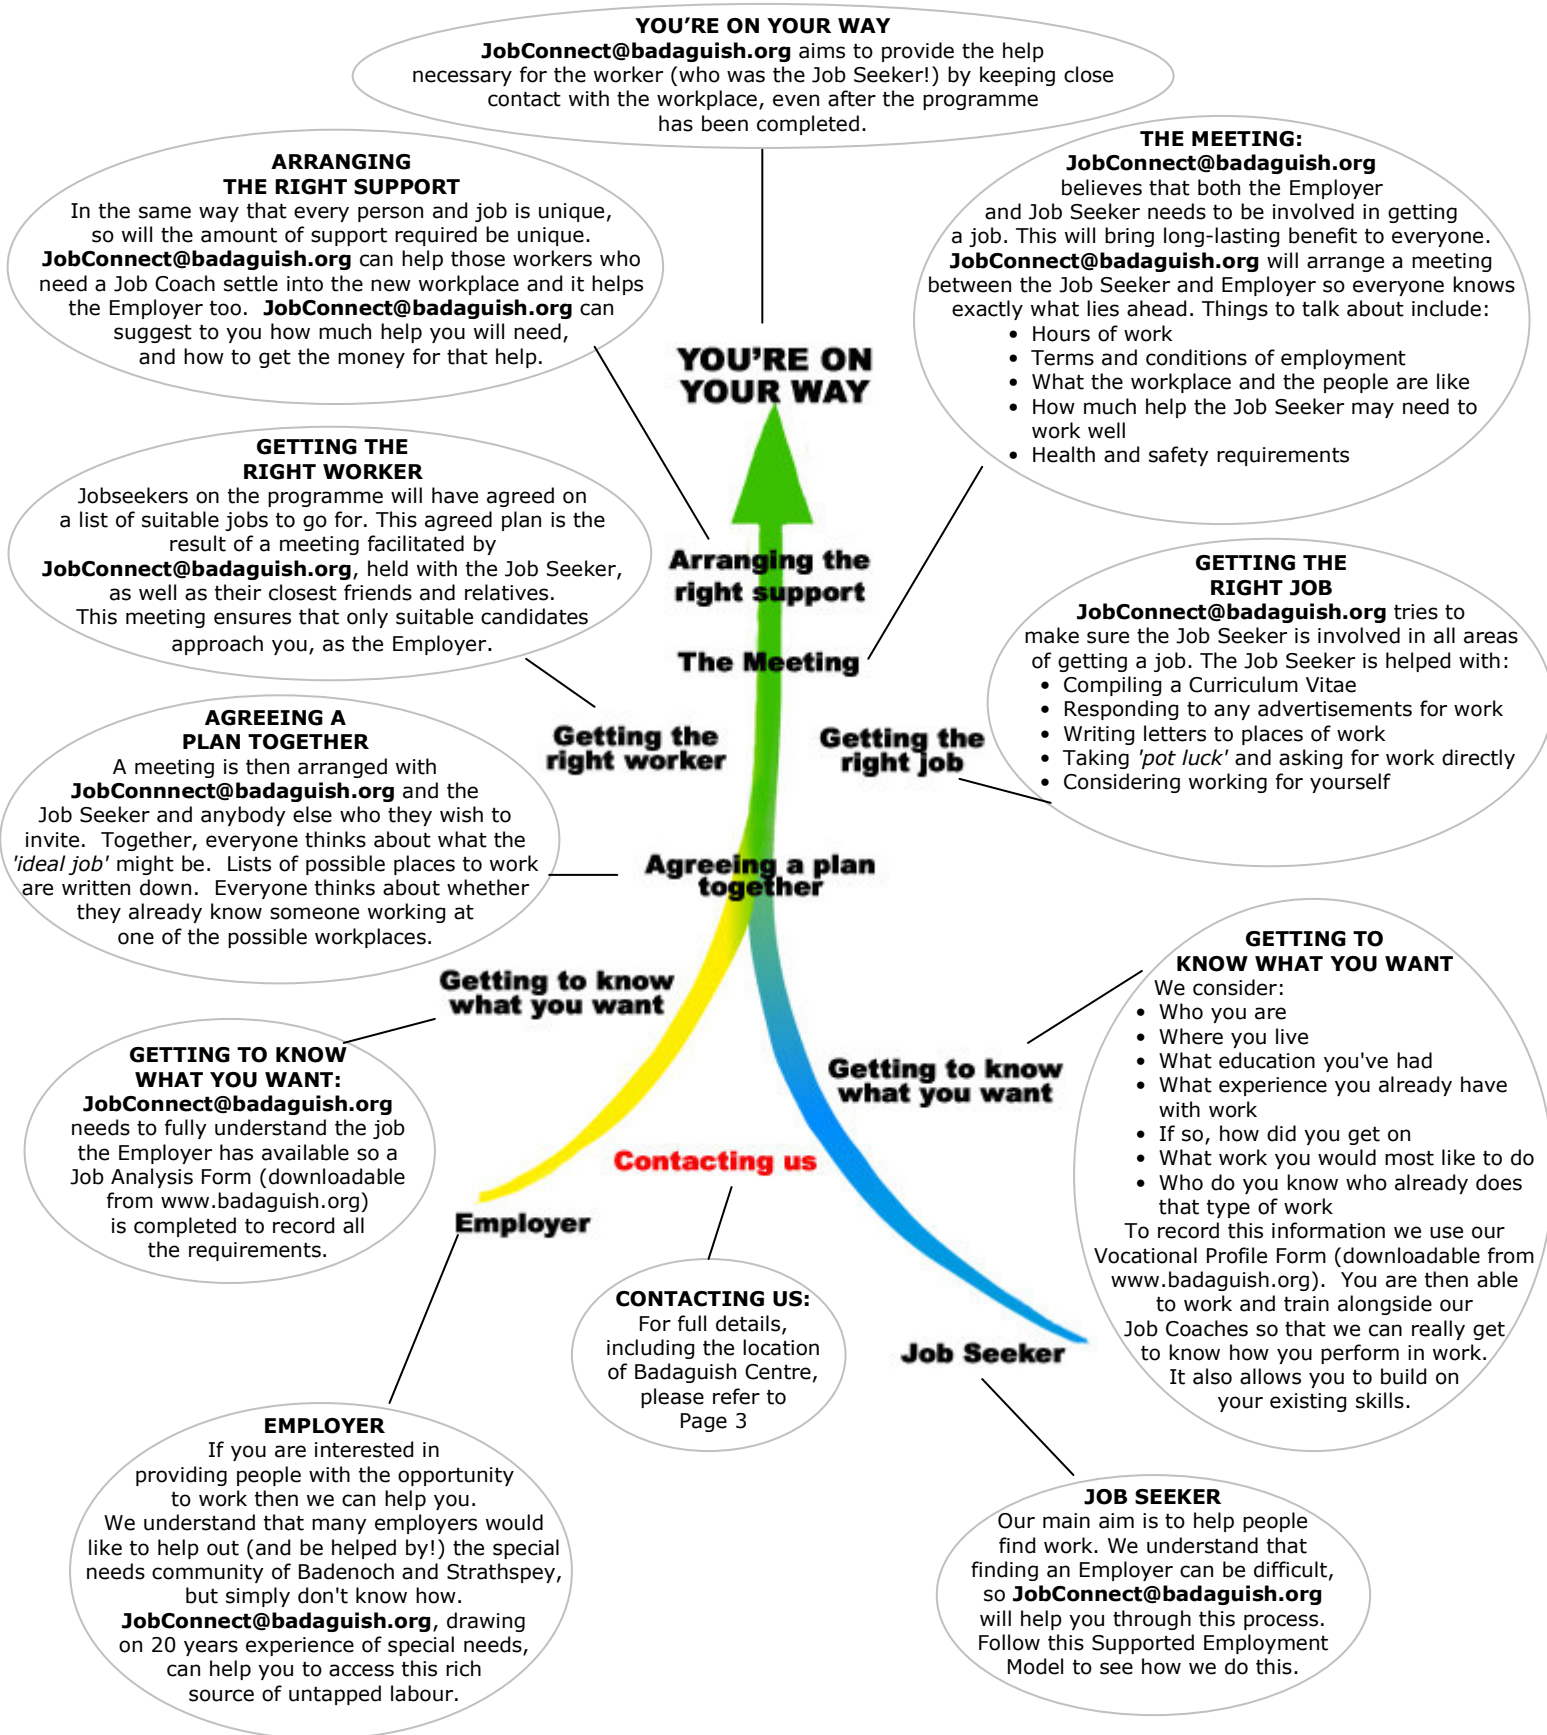 YOU'RE ON YOUR WAY
JobConnect@badaguish.org aims to provide the help
necessary for the worker (who was the Job Seeker!) by keeping close
contact with the workplace, even after the programme
has been completed.
ARRANGING
THE RIGHT SUPPORT
In the same way that every person and job is unique,
so will the amount of support required be unique.
JobConnect@badaguish.org can help those workers who
need a Job Coach settle into the new workplace and it helps
the Employer too.  JobConnect@badaguish.org can
suggest to you how much help you will need,
and how to get the money for that help.
THE MEETING:
JobConnect@badaguish.org
believes that both the Employer
and Job Seeker needs to be involved in getting
a job. This will bring long-lasting benefit to everyone.
JobConnect@badaguish.org will arrange a meeting
between the Job Seeker and Employer so everyone knows
exactly what lies ahead. Things to talk about include:
• Hours of work
• Terms and conditions of employment
• What the workplace and the people are like
• How much help the Job Seeker may need to
work well
• Health and safety requirements
YOU'RE ON
YOUR WAY
GETTING THE
RIGHT WORKER
Jobseekers on the programme will have agreed on
a list of suitable jobs to go for. This agreed plan is the
result of a meeting facilitated by
JobConnect@badaguish.org, held with the Job Seeker,
as well as their closest friends and relatives.
This meeting ensures that only suitable candidates
approach you, as the Employer.
Arranging the
right support
The Meeting
GETTING THE
RIGHT JOB
JobConnect@badaguish.org tries to
make sure the Job Seeker is involved in all areas
of getting a job. The Job Seeker is helped with:
• Compiling a Curriculum Vitae
• Responding to any advertisements for work
• Writing letters to places of work
• Taking 'pot luck' and asking for work directly
• Considering working for yourself
Getting the
right worker
Getting the
right job
AGREEING A
PLAN TOGETHER
A meeting is then arranged with
JobConnnect@badaguish.org and the
Job Seeker and anybody else who they wish to
invite.  Together, everyone thinks about what the
'ideal job' might be.  Lists of possible places to work
are written down.  Everyone thinks about whether
they already know someone working at
one of the possible workplaces.
Agreeing a plan
together
Getting to know
what you want
GETTING TO
KNOW WHAT YOU WANT
We consider:
• Who you are
• Where you live
• What education you've had
• What experience you already have
with work
• If so, how did you get on
• What work you would most like to do
• Who do you know who already does
that type of work
To record this information we use our
Vocational Profile Form (downloadable from
www.badaguish.org).  You are then able
to work and train alongside our
Job Coaches so that we can really get
to know how you perform in work.
It also allows you to build on
your existing skills.
GETTING TO KNOW
WHAT YOU WANT:
JobConnect@badaguish.org
needs to fully understand the job
the Employer has available so a
Job Analysis Form (downloadable
from www.badaguish.org)
is completed to record all
the requirements.
Getting to know
what you want
Contacting us
Employer
CONTACTING US:
For full details,
including the location
of Badaguish Centre,
please refer to
Page 3
Job Seeker
EMPLOYER
If you are interested in
providing people with the opportunity
to work then we can help you.
We understand that many employers would
like to help out (and be helped by!) the special
needs community of Badenoch and Strathspey,
but simply don't know how.
JobConnect@badaguish.org, drawing
on 20 years experience of special needs,
can help you to access this rich
source of untapped labour.
JOB SEEKER
Our main aim is to help people
find work. We understand that
finding an Employer can be difficult,
so JobConnect@badaguish.org
will help you through this process.
Follow this Supported Employment
Model to see how we do this.